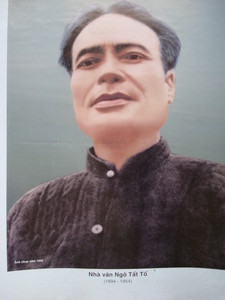 Nhà văn Ngô Tất Tố
(1894 - 1954)